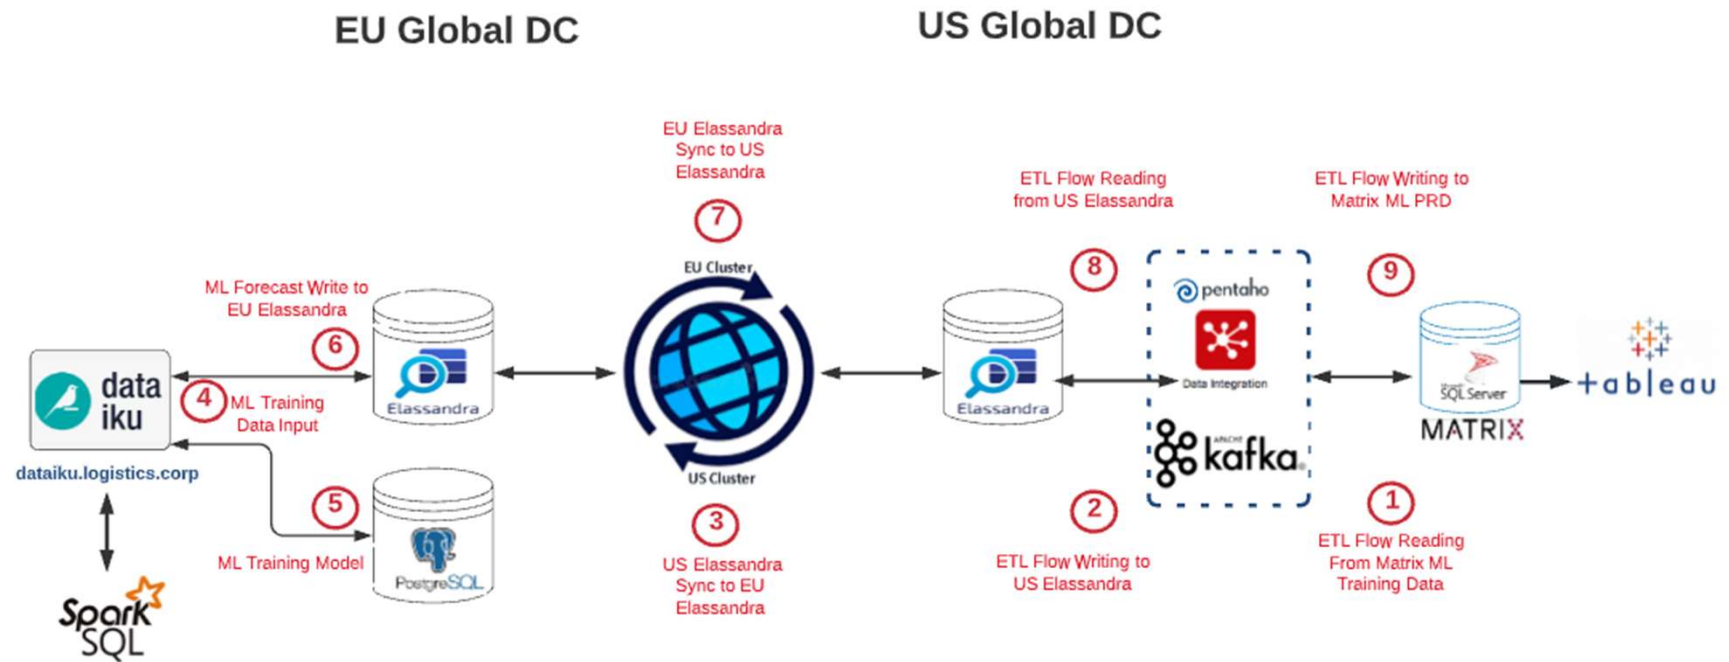 EU Global DC
US Global DC
EU Elassandra
Sync to US
Elassandra
7
EU Cluster
US Cluster
3
US Elassandra
Sync to EU
Elassandra
ML Forecast Write to
EU Elassandra
6
4
ML Training
Data Input
data
iku
dataiku.logistics.corp
Spark
SQL
Elassandra
5
ML Training Model
PostgreSQL
ETL Flow Reading
from US Elassandra
8
Elassandra
2
ETL Flow Writing to
US Elassandra
pentaho
Data Integration
APACHE
kafka
ETL Flow Writing to
Matrix ML PRD
9
Microsoft
SQL Server
MATRIX
+ableau
1
ETL Flow Reading
From Matrix ML
Training Data